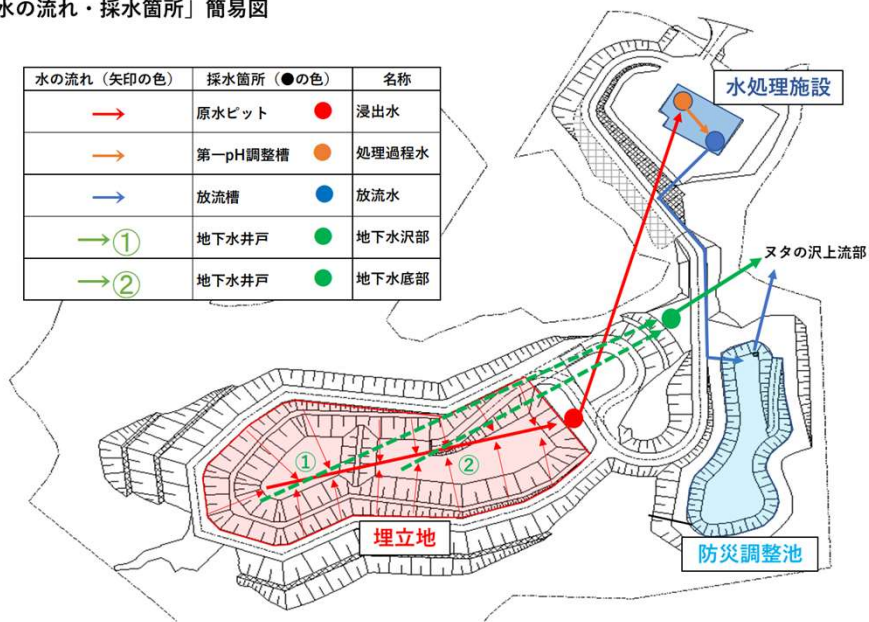 水の流れ・採水箇所」簡易図
水の流れ（矢印の色） 採水箇所（●の色） 名称
原水ピット 浸出水
第一pH調整槽 処理過程水
放流槽 放流水
① 地下水井戸 地下水沢部
② 地下水井戸 地下水底部
水処理施設
ヌタの沢上流部
①
②
埋立地
防災調整池